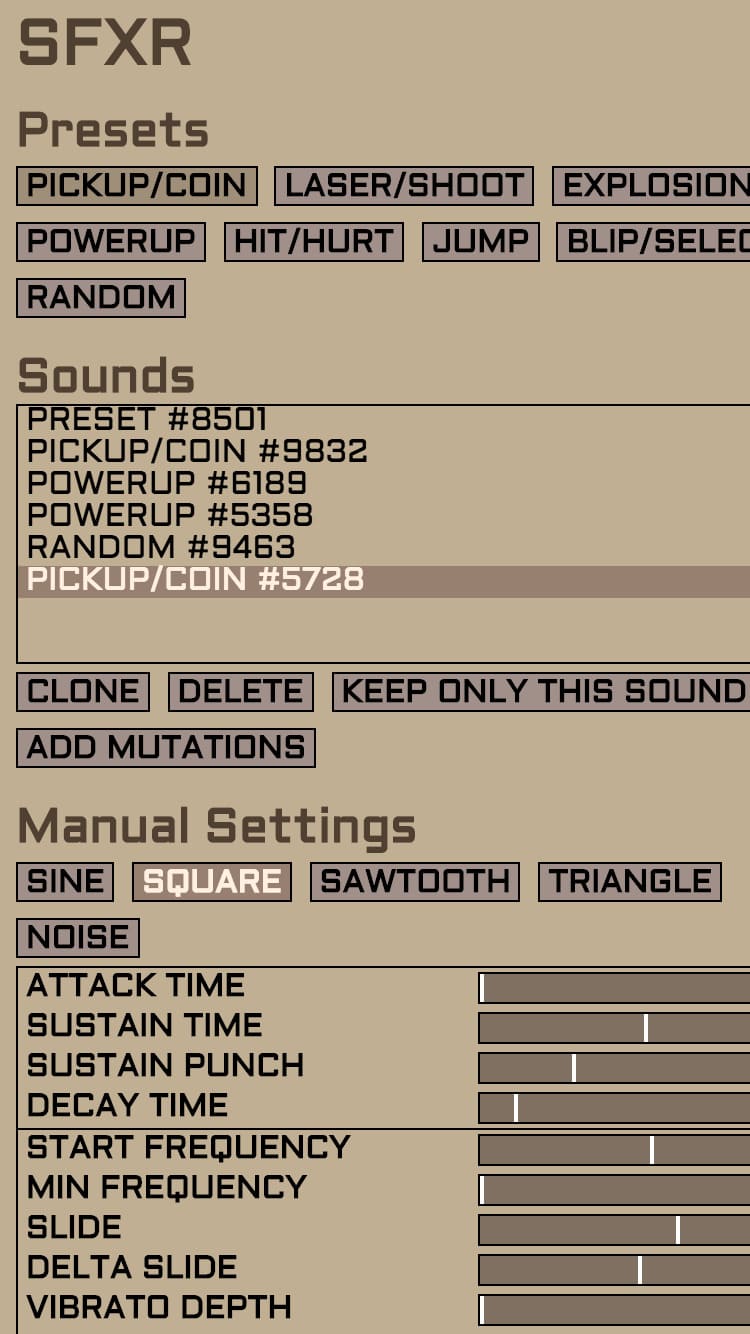 SFXR
Presets
PICKUP/COIN LASER/SHOOT EXPLOSION
POWERUP HIT/HURT JUMP BLIP/SELEC
RANDOM
Sounds
PRESET #8501
PICKUP/COIN #9832
POWERUP #6189
POWERUP #5358
RANDOM #9463
PICKUP/COIN #5728
CLONE DELETE KEEP ONLY THIS SOUND
ADD MUTATIONS
Manual Settings
SINE SQUARE SAWTOOTH TRIANGLE
NOISE
ATTACK TIME
SUSTAIN TIME
SUSTAIN PUNCH
DECAY TIME
START FREQUENCY
MIN FREQUENCY
SLIDE
DELTA SLIDE
VIBRATO DEPTH